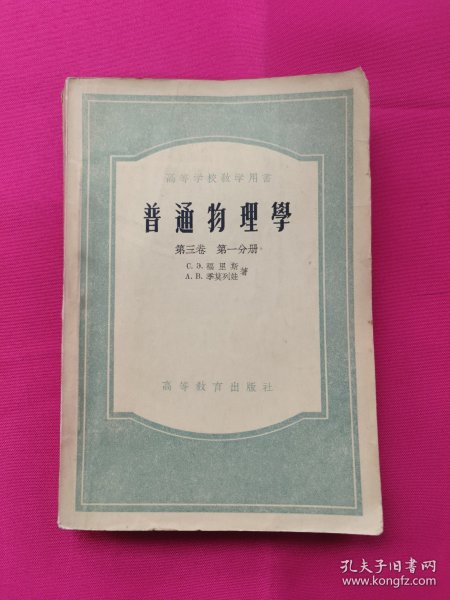 高等学校教学用書
普通物理學
第三卷 第一分册
С. Э. 福里斯
А. В. 季莫列娃
著
高等教育出版社
孔夫子旧书网
www.kongfz.com